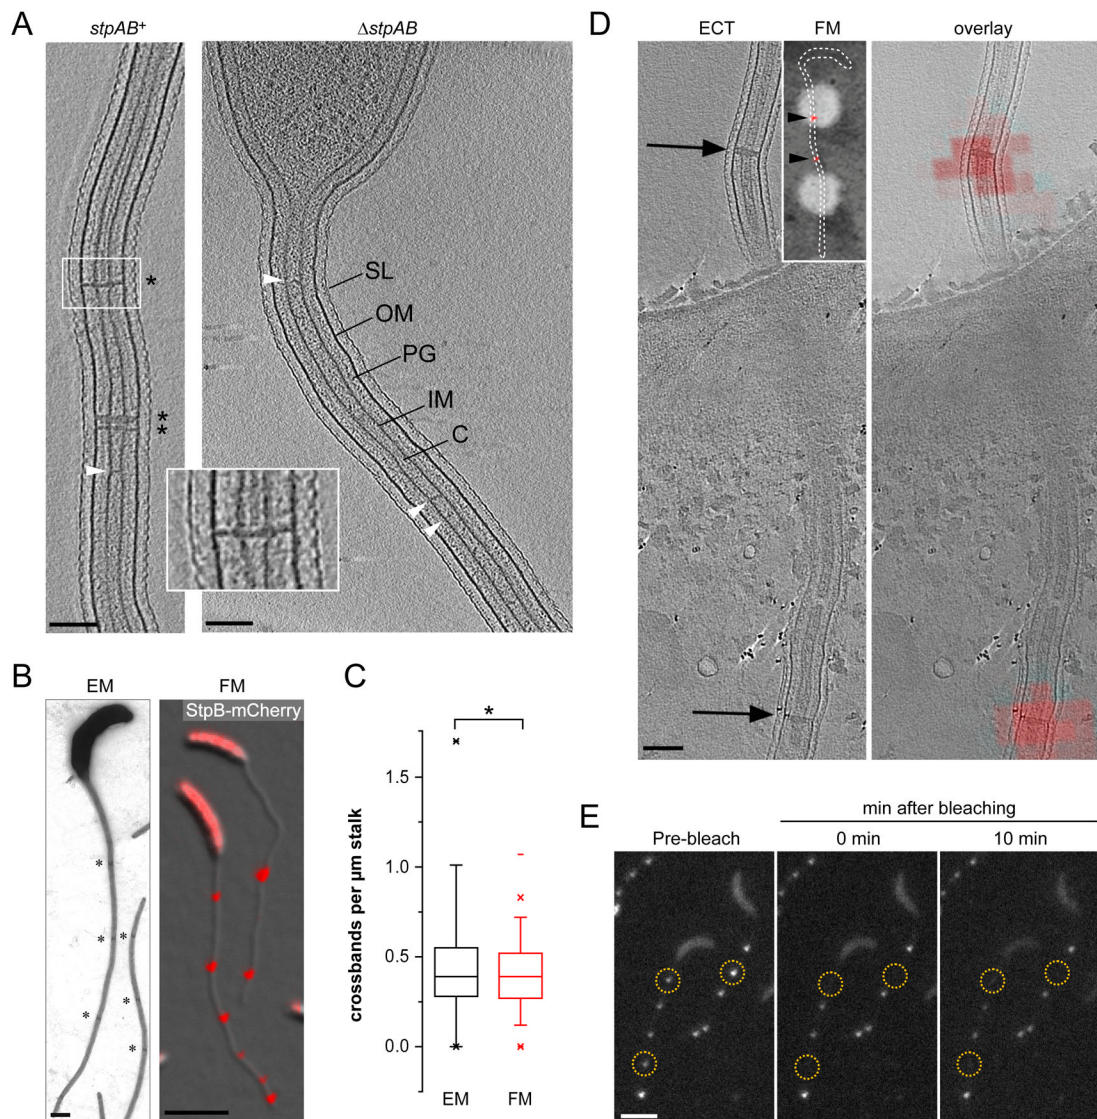 A
stpAB+
ΔstpAB
*
*
*
SL
OM
PG
IM
C
B
EM
FM
StpB-mCherry
*
* *
*
*
*
C
*
crossbands per µm stalk
1.5
1.0
0.5
0.0
EM
FM
D
ECT
FM
overlay
E
min after bleaching
Pre-bleach
0 min
10 min